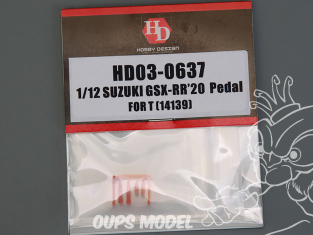 HD
HOBBY DESIGN
HD03-0637
1/12 SUZUKI GSX-RR'20 Pedal
FOR T (14139)
OUPS MODEL